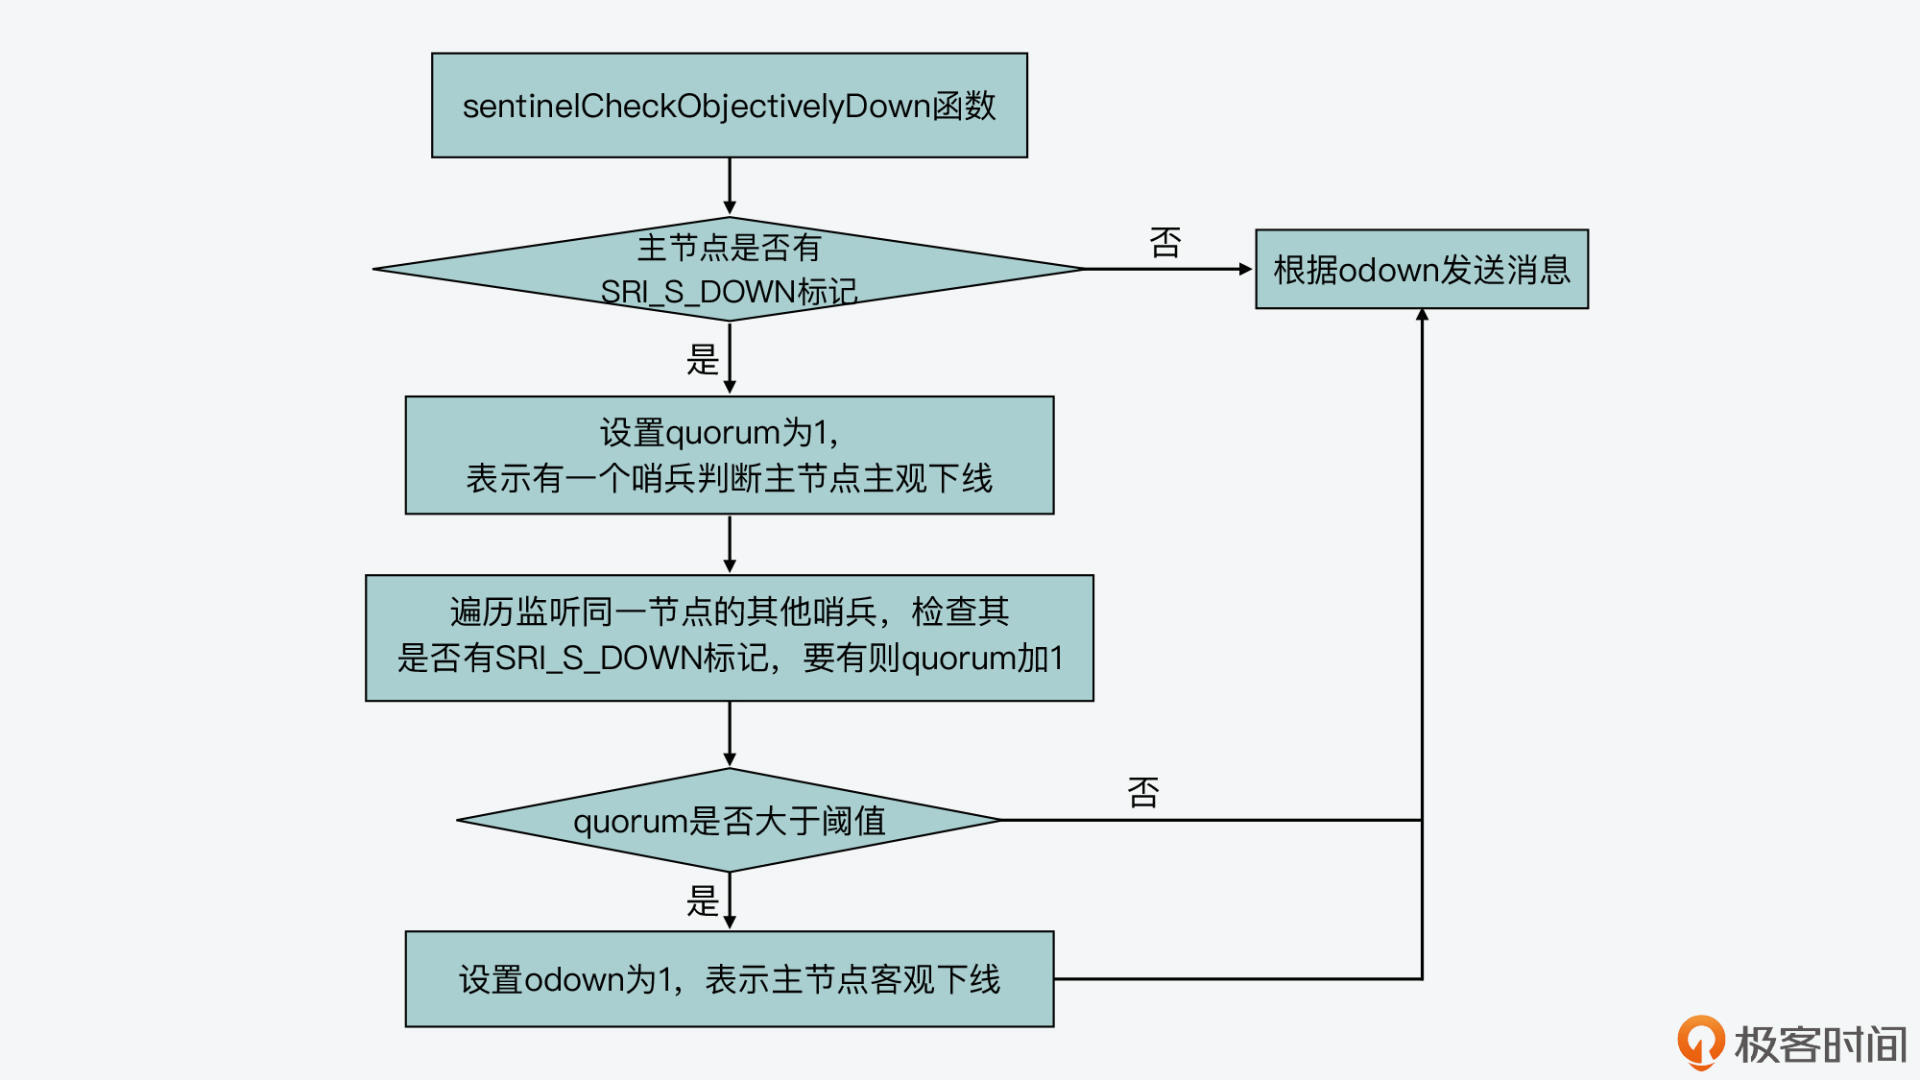 sentinelCheckObjectivelyDown函数
主节点是否有
SRI_S_DOWN标记
否
根据odown发送消息
是
设置quorum为1，
表示有一个哨兵判断主节点主观下线
遍历监听同一节点的其他哨兵，检查其
是否有SRI_S_DOWN标记，要有则quorum加1
quorum是否大于阈值
否
是
设置odown为1，表示主节点客观下线
极客时间